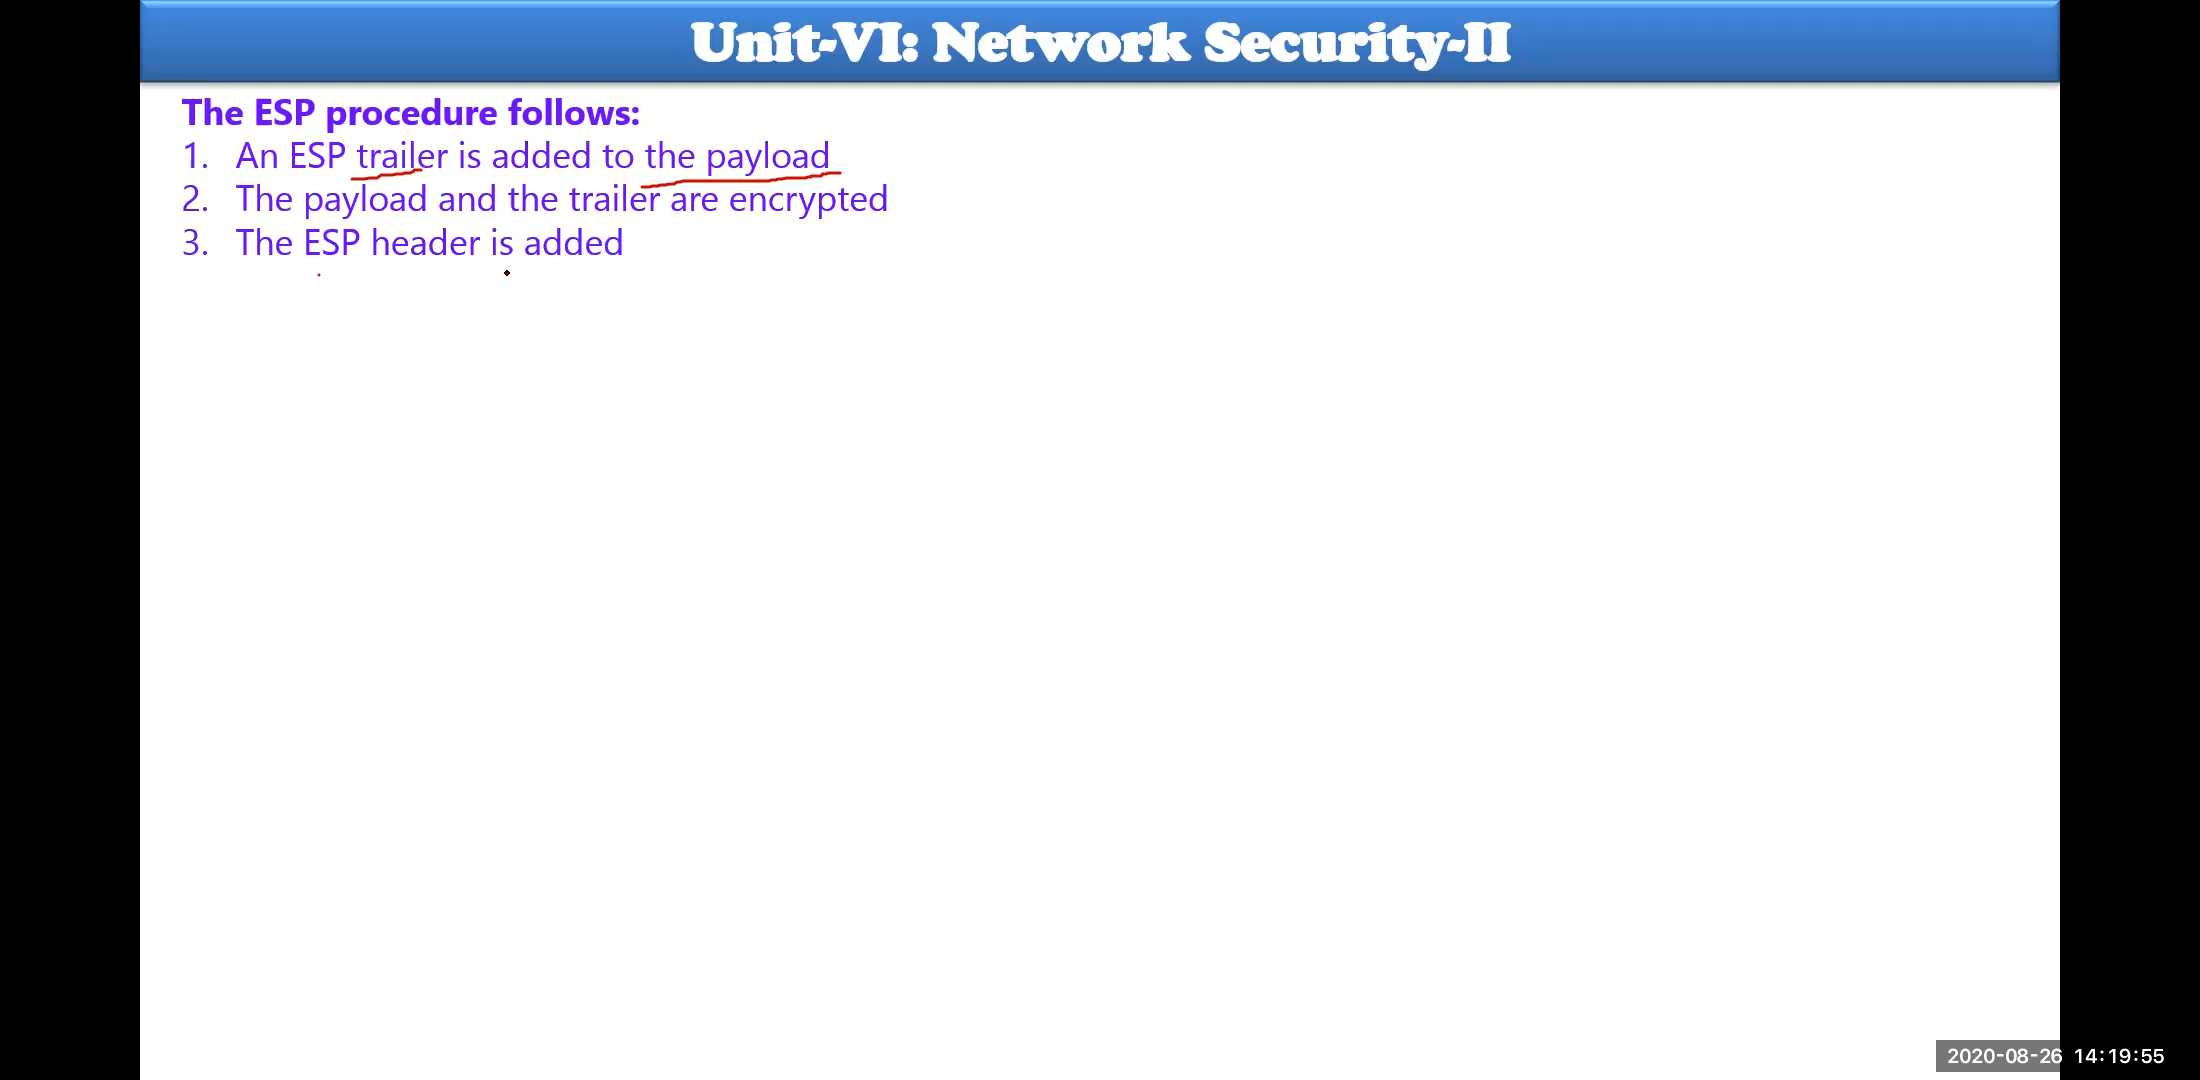 Unit-VI: Network Security-II
The ESP procedure follows:
1. An ESP trailer is added to the payload
2. The payload and the trailer are encrypted
3. The ESP header is added
2020-08-26 14:19:55